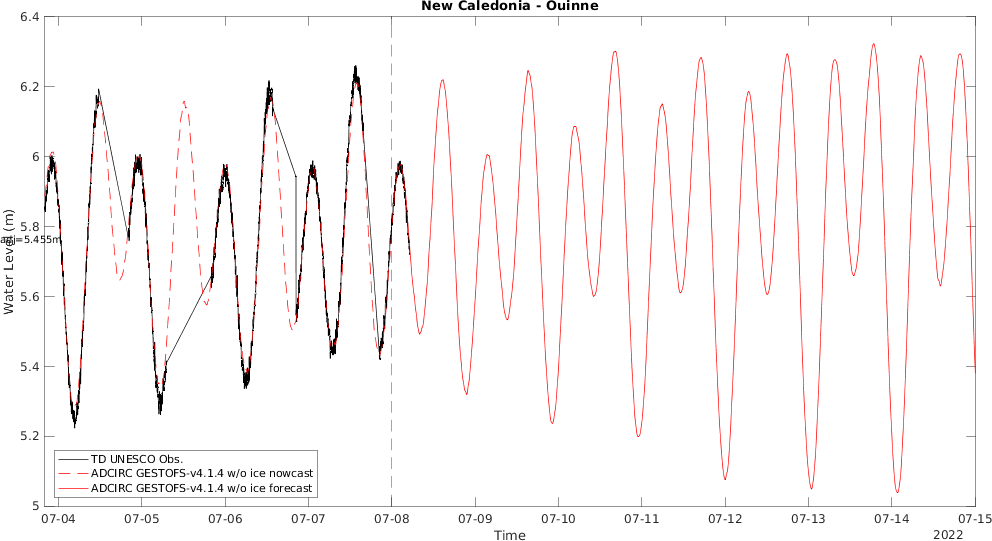 New Caledonia - Ouinne
6.4
6.2
6
5.8
5.6
5.4
5.2
5
Water Level (m)
=5.455m
TD UNESCO Obs.
ADCIRC GESTOFS-v4.1.4 w/o ice nowcast
ADCIRC GESTOFS-v4.1.4 w/o ice forecast
07-04 07-05 07-06 07-07 07-08 07-09 07-10 07-11 07-12 07-13 07-14 07-15
Time
2022